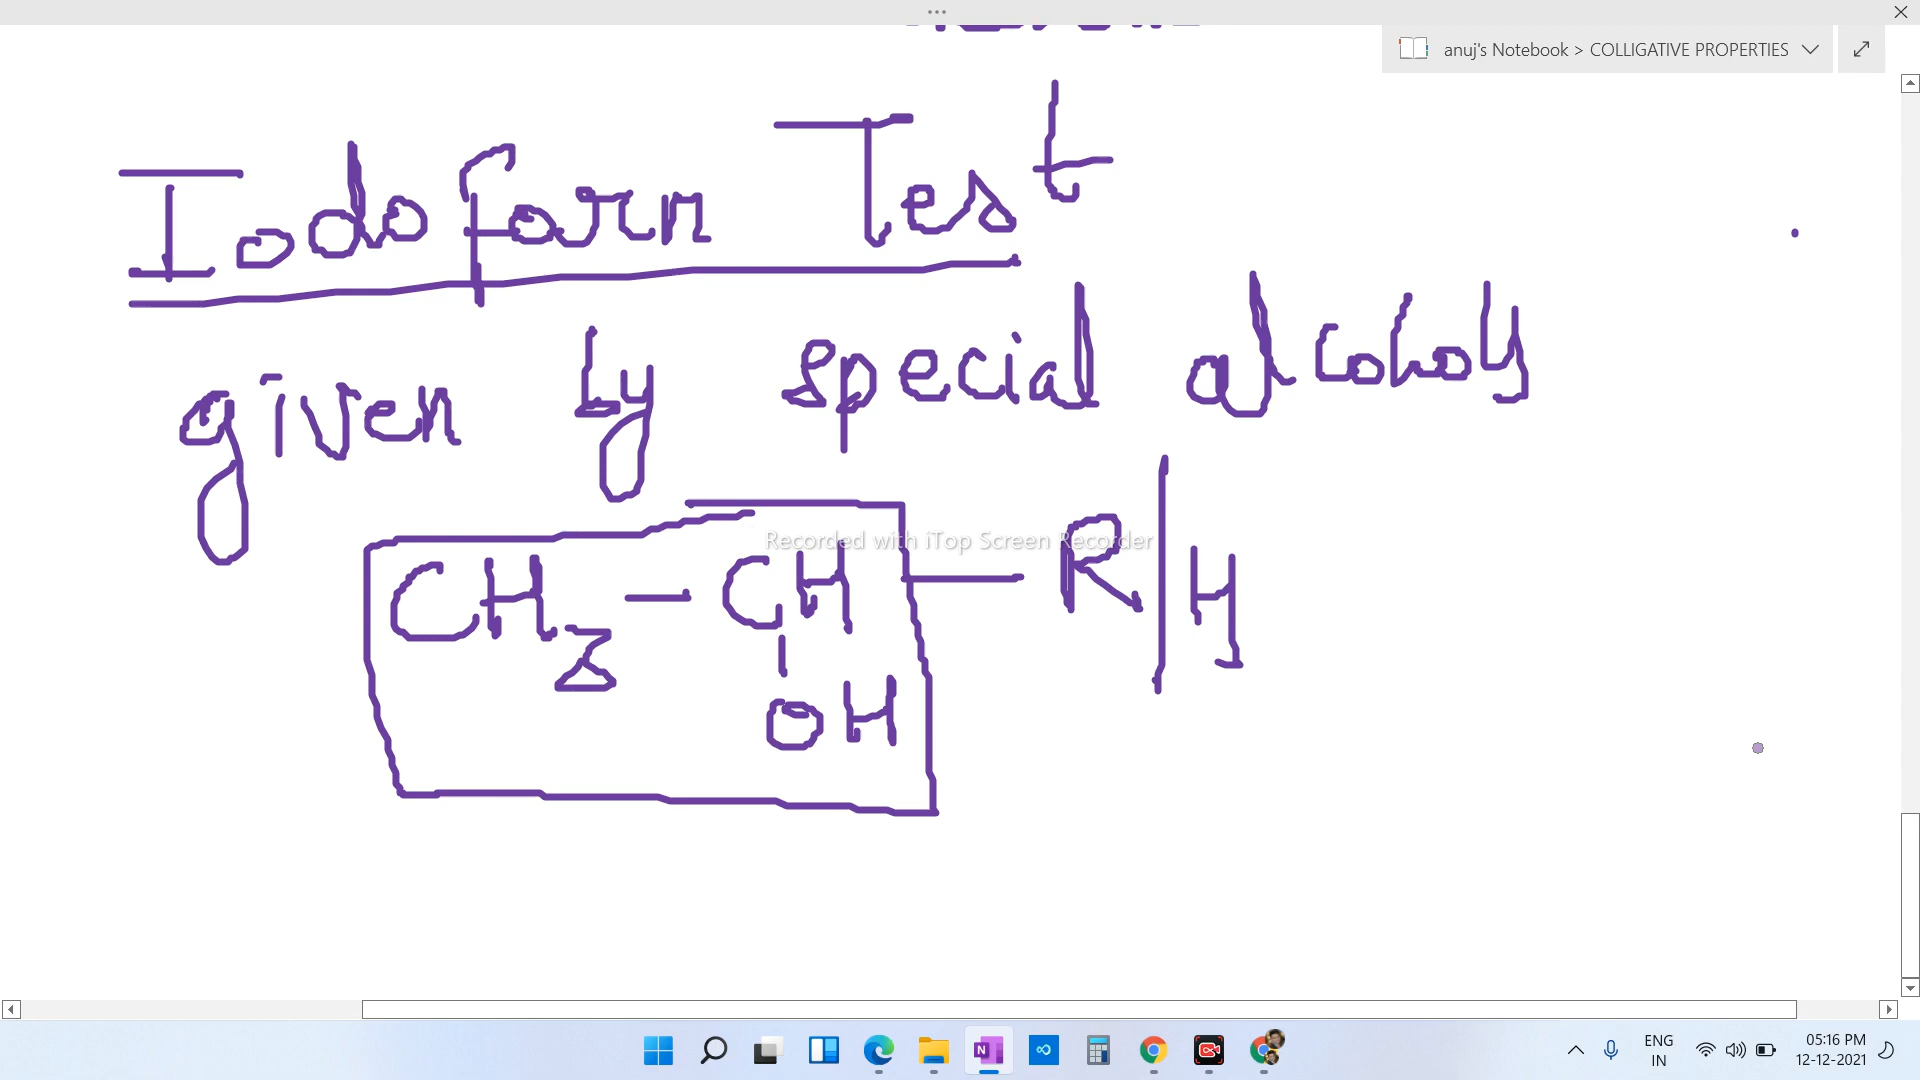 anuj's Notebook > COLLIGATIVE PROPERTIES
Iodoform Test
given by special alcohols
Recorded with iTop Screen Recorder
CH3 — CH — R | H
OH
ENG
IN
05:16 PM
12-12-2021